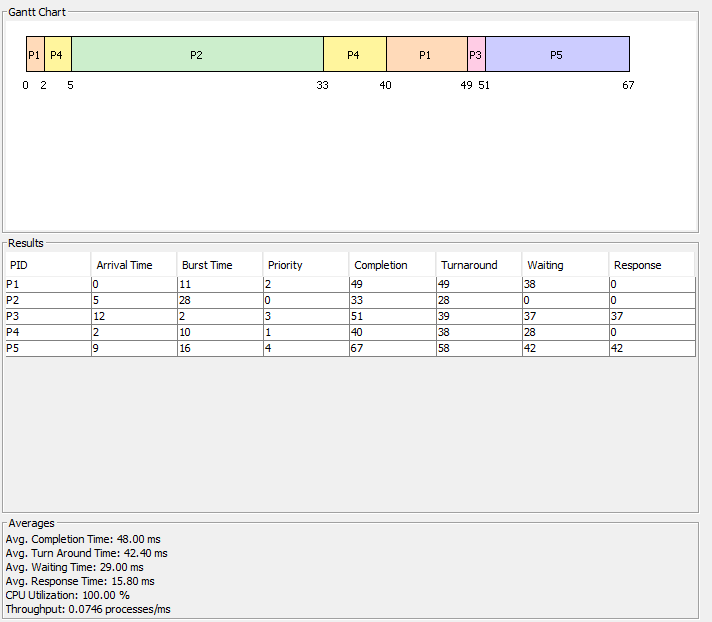 Gantt Chart
P1 P4 P2 P4 P1 P3 P5
0 2 5 33 40 49 51 67
Results
PID Arrival Time Burst Time Priority Completion Turnaround Waiting Response
P1 0 11 2 49 49 38 0
P2 5 28 0 33 28 0 0
P3 12 2 3 51 39 37 37
P4 2 10 1 40 38 28 0
P5 9 16 4 67 58 42 42
Averages
Avg. Completion Time: 48.00 ms
Avg. Turn Around Time: 42.40 ms
Avg. Waiting Time: 29.00 ms
Avg. Response Time: 15.80 ms
CPU Utilization: 100.00 %
Throughput: 0.0746 processes/ms